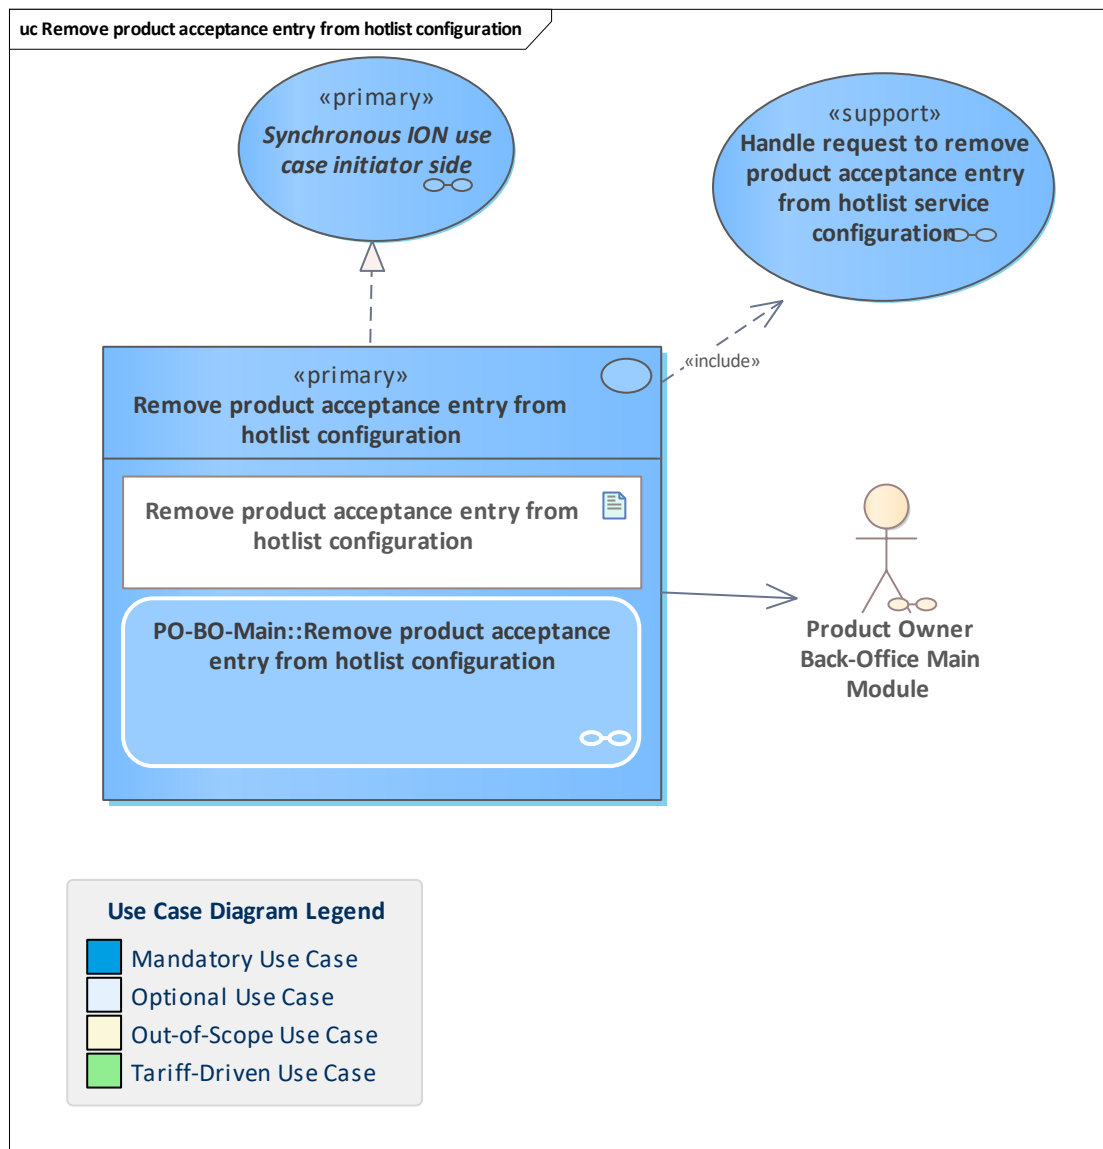 uc Remove product acceptance entry from hotlist configuration
«primary»
Synchronous ION use
case initiator side
«support»
Handle request to remove
product acceptance entry
from hotlist service
configuration
«include»
«primary»
Remove product acceptance entry from
hotlist configuration
Remove product acceptance entry from
hotlist configuration
PO-BO-Main::Remove product acceptance
entry from hotlist configuration
Product Owner
Back-Office Main
Module
Use Case Diagram Legend
Mandatory Use Case
Optional Use Case
Out-of-Scope Use Case
Tariff-Driven Use Case